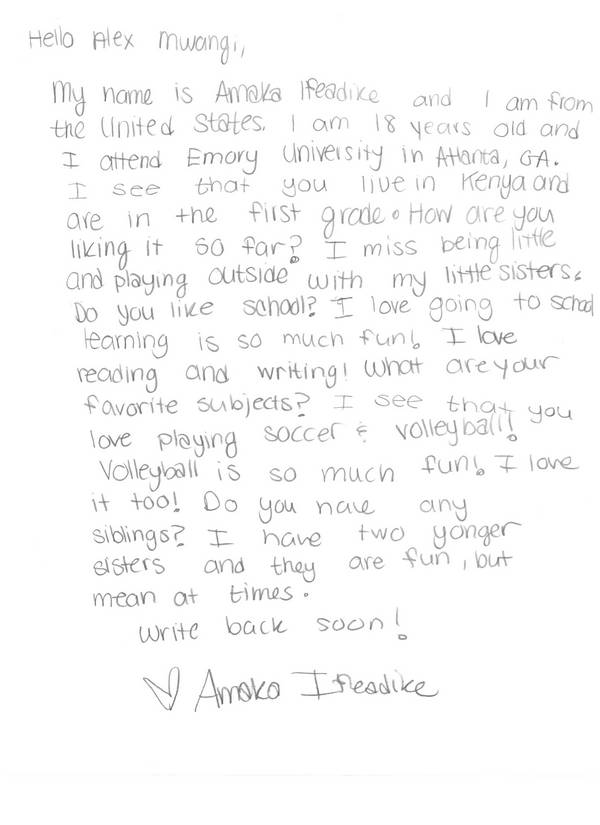 Hello Alex Mwangi,
My name is Amaka Ifeadike and I am from
the United States. I am 18 years old and
I attend Emory University in Atlanta, GA.
I see that you live in Kenya and
are in the first grade. How are you
liking it so far? I miss being little
and playing outside with my little sisters.
Do you like school? I love going to school
learning is so much fun! I love
reading and writing! What are your
favorite subjects? I see that you
love playing soccer & volleyball!
Volleyball is so much fun! I love
it too! Do you have any
siblings? I have two yonger
sisters and they are fun, but
mean at times.
Write back soon!
♡ Amaka Ifeadike